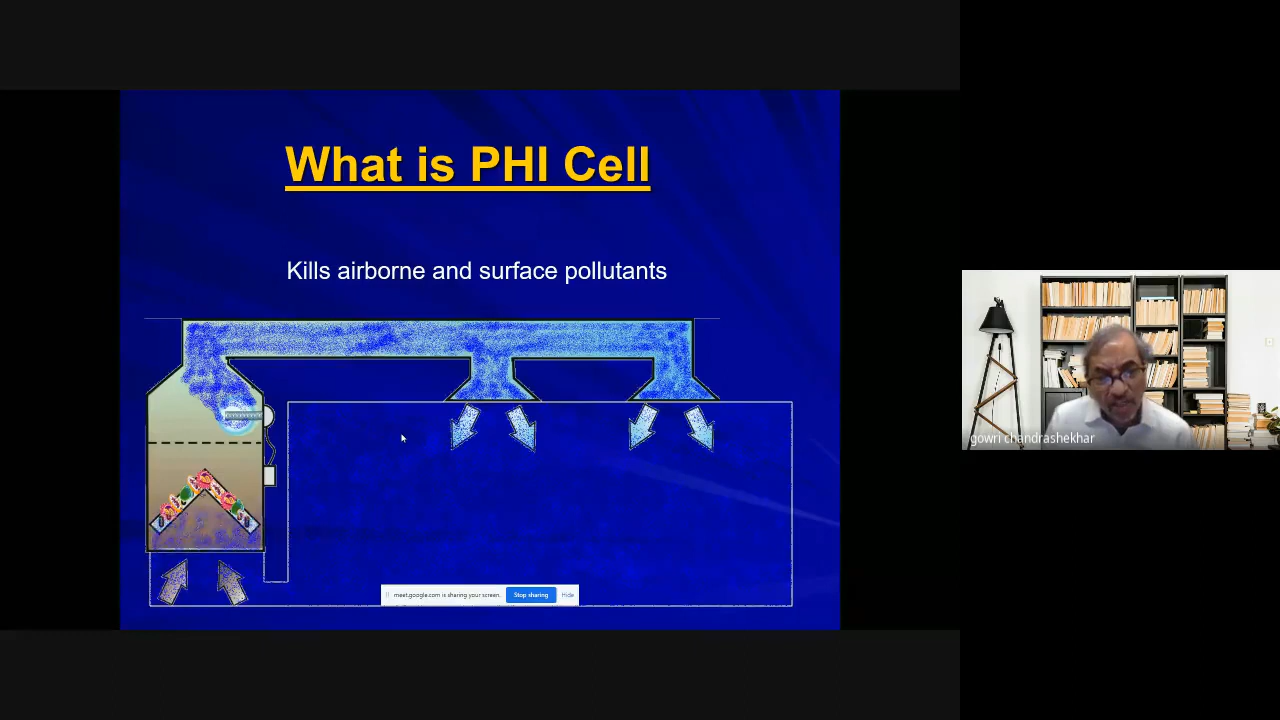 What is PHI Cell
Kills airborne and surface pollutants
meet.google.com is sharing your screen.
Stop sharing
Hide
gowri chandrashekhar